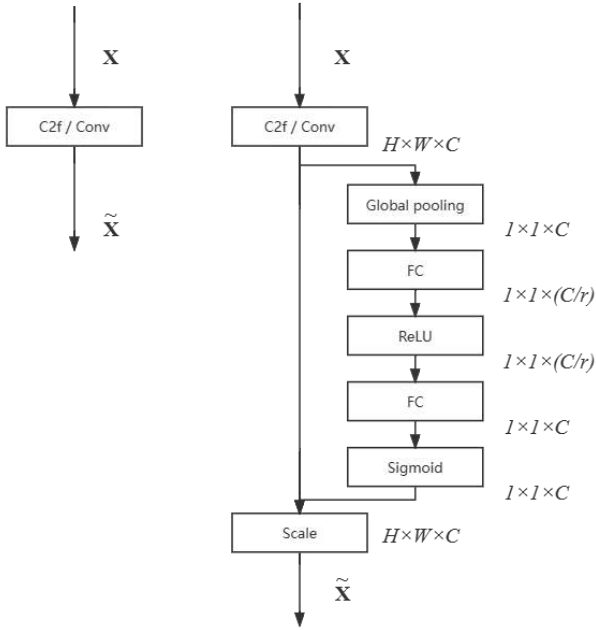 X
C2f / Conv
X̃
X
C2f / Conv
H×W×C
Global pooling
1×1×C
FC
1×1×(C/r)
ReLU
1×1×(C/r)
FC
1×1×C
Sigmoid
1×1×C
Scale
H×W×C
X̃